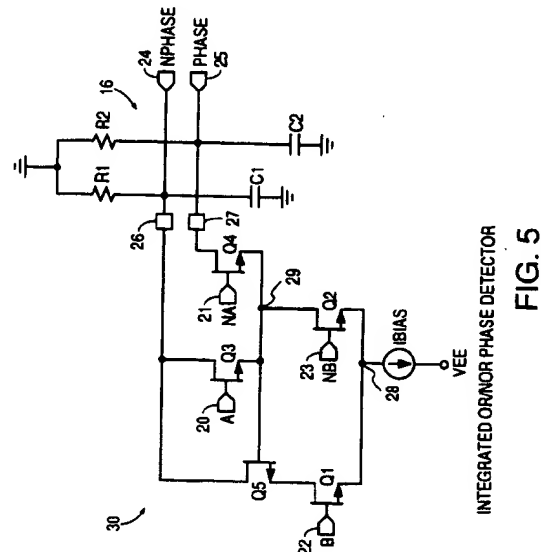 30
16
24
NPHASE
25
PHASE
R1
R2
C1
C2
26
27
Q4
21
NA
Q3
20
A
29
Q5
Q2
23
NB
Q1
22
B
28
IBIAS
VEE
INTEGRATED OR/NOR PHASE DETECTOR
FIG. 5